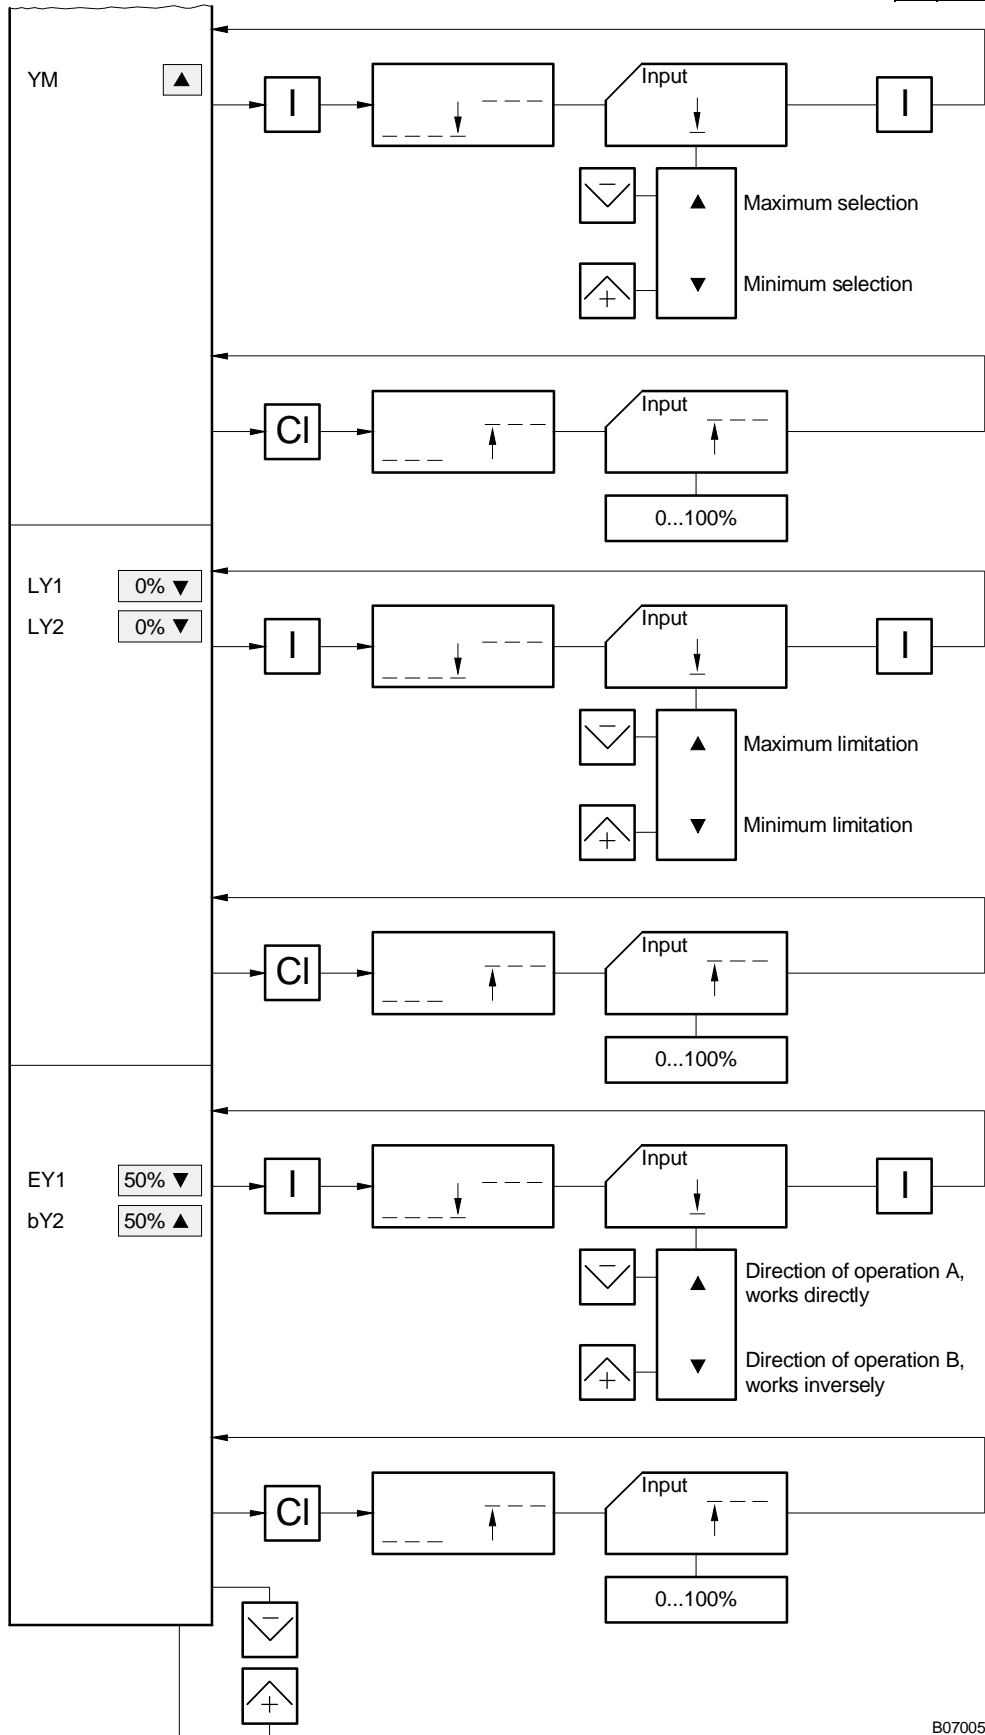 YM ▲
I
Input
I
− 
▲ Maximum selection
+
▼ Minimum selection
CI
Input
0...100%
LY1 0% ▼
LY2 0% ▼
I
Input
I
−
▲ Maximum limitation
+
▼ Minimum limitation
CI
Input
0...100%
EY1 50% ▼
bY2 50% ▲
I
Input
I
−
▲ Direction of operation A,
works directly
+
▼ Direction of operation B,
works inversely
CI
Input
0...100%
−
+
B07005